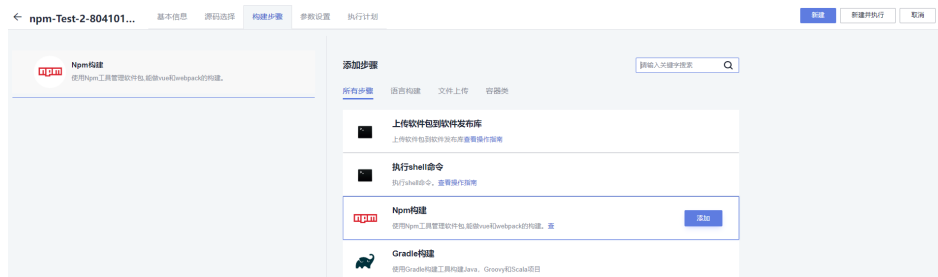 ← npm-Test-2-804101... 基本信息 源码选择 构建步骤 参数设置 执行计划 新建 新建并执行 取消
npm Npm构建
使用Npm工具管理软件包,能做vue和webpack的构建。
添加步骤 请输入关键字搜索
所有步骤 语言构建 文件上传 容器类
上传软件包到软件发布库
上传软件包到软件发布库查看操作指南
执行shell命令
执行shell命令。查看操作指南
npm Npm构建 添加
使用Npm工具管理软件包,能做vue和webpack的构建。查
Gradle构建
使用Gradle构建工具构建Java、Groovy和Scala项目